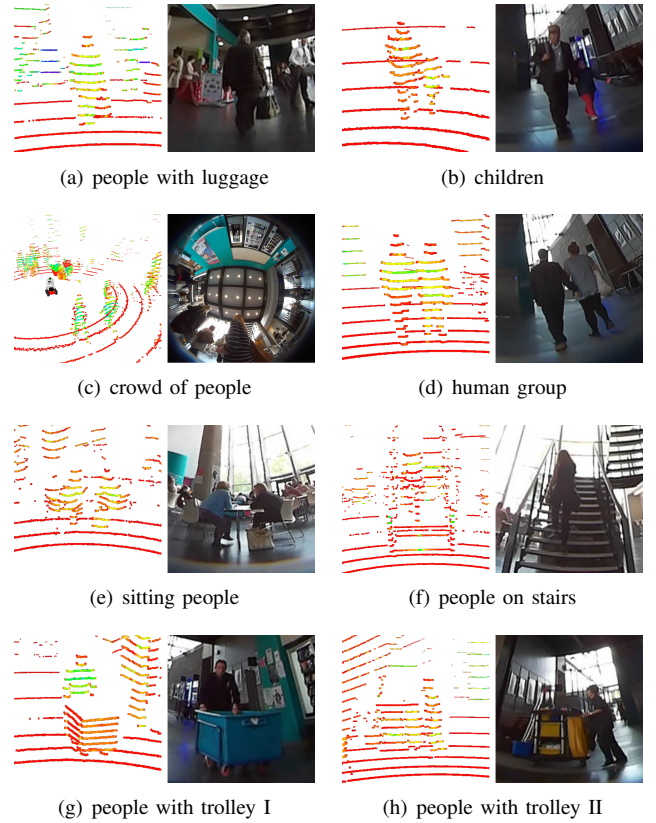 (a) people with luggage
(b) children
(c) crowd of people
(d) human group
(e) sitting people
(f) people on stairs
(g) people with trolley I
(h) people with trolley II